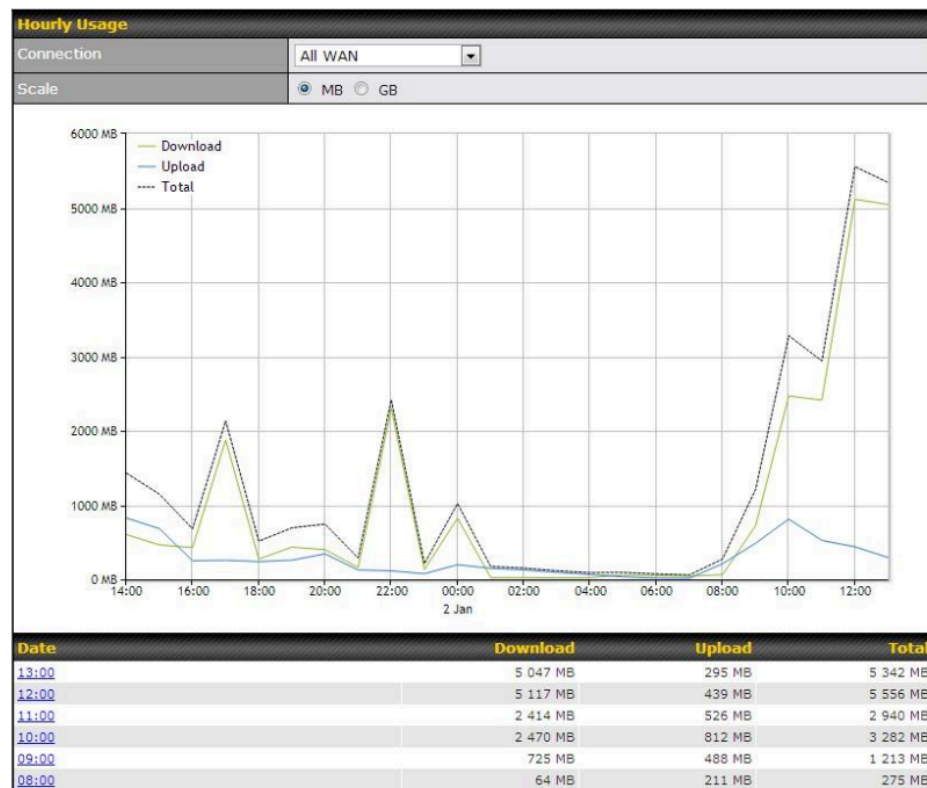 Hourly Usage
Connection All WAN
Scale MB GB
6000 MB
Download
Upload
Total
5000 MB
4000 MB
3000 MB
2000 MB
1000 MB
0 MB
14:00 16:00 18:00 20:00 22:00 00:00 02:00 04:00 06:00 08:00 10:00 12:00
2 Jan
Date Download Upload Total
13:00 5 047 MB 295 MB 5 342 MB
12:00 5 117 MB 439 MB 5 556 MB
11:00 2 414 MB 526 MB 2 940 MB
10:00 2 470 MB 812 MB 3 282 MB
09:00 725 MB 488 MB 1 213 MB
08:00 64 MB 211 MB 275 MB